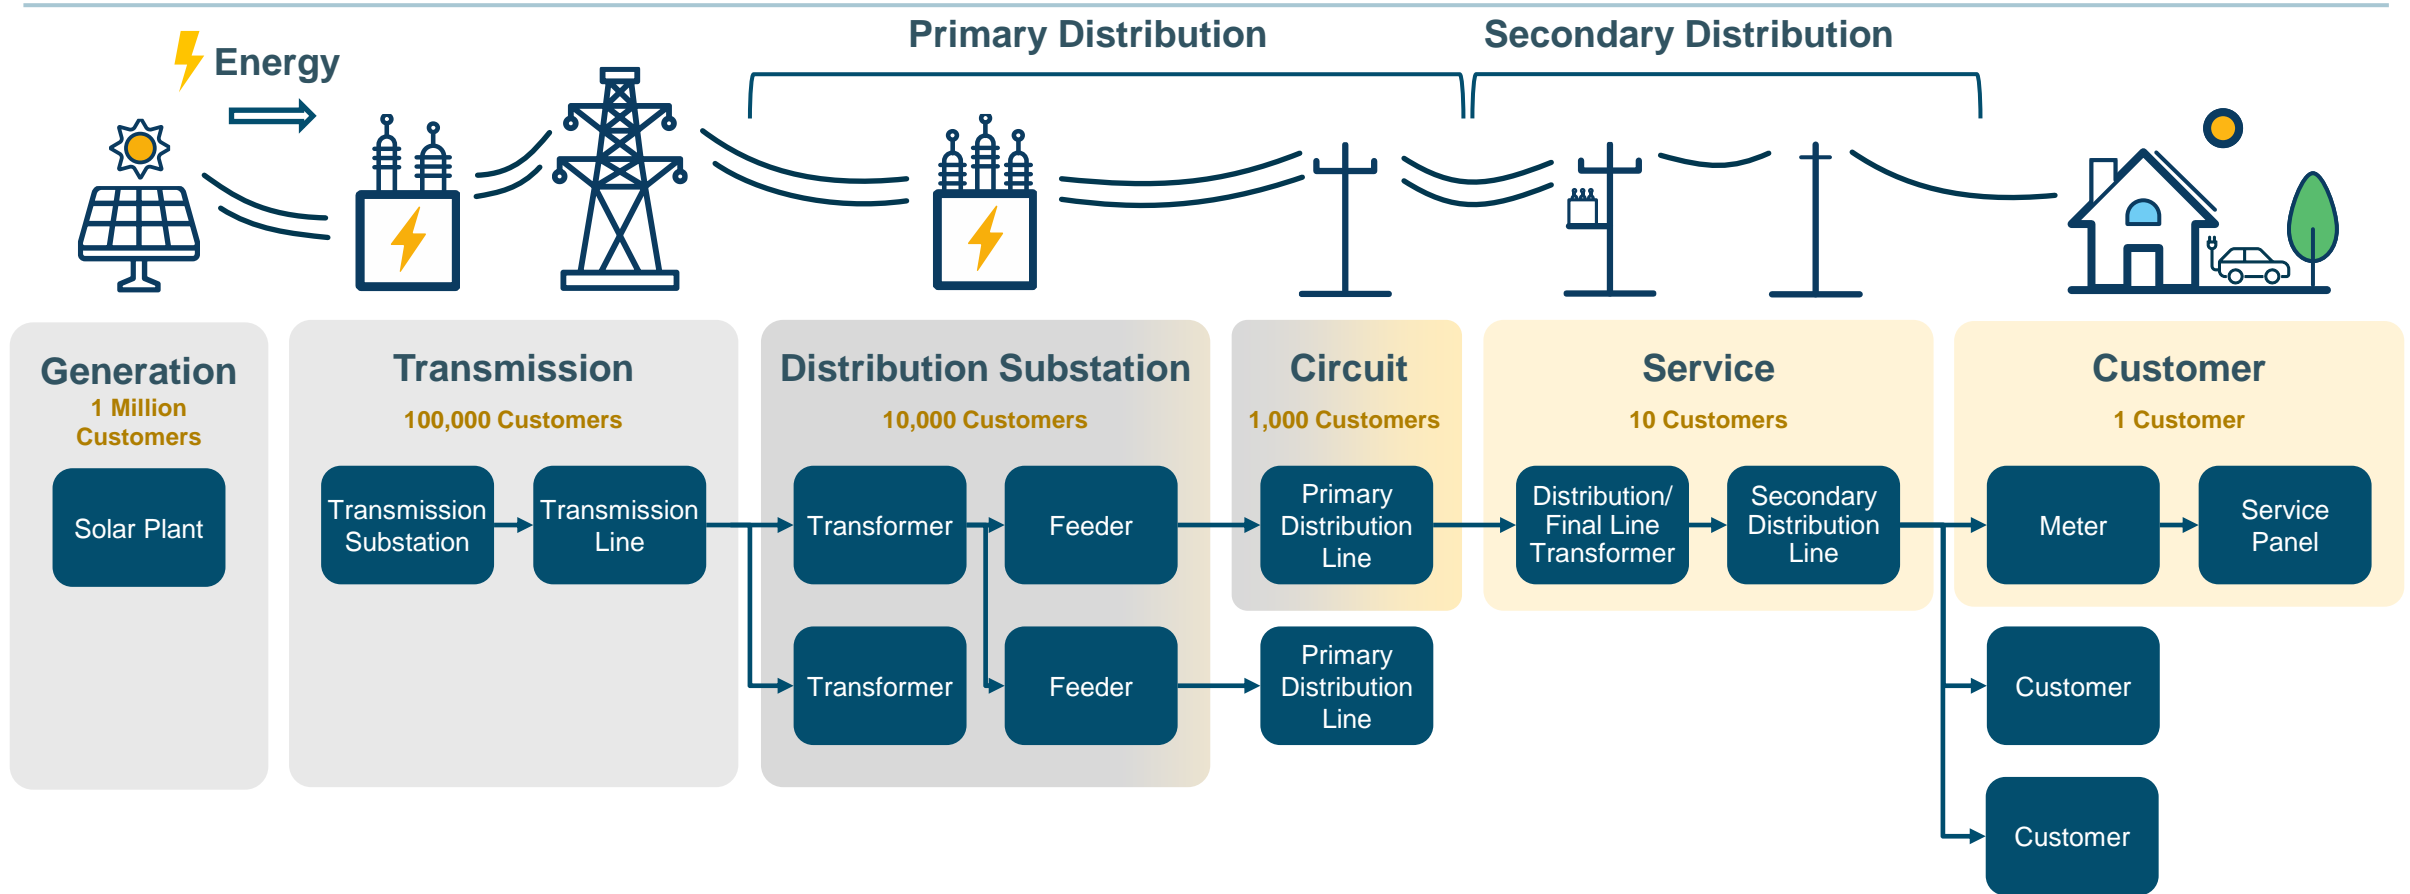 Primary Distribution
Secondary Distribution
Energy
Generation
1 Million
Customers
Solar Plant
Transmission
100,000 Customers
Transmission
Substation
Transmission
Line
Distribution Substation
10,000 Customers
Transformer
Feeder
Transformer
Feeder
Circuit
1,000 Customers
Primary
Distribution
Line
Primary
Distribution
Line
Service
10 Customers
Distribution/
Final Line
Transformer
Secondary
Distribution
Line
Customer
1 Customer
Meter
Service
Panel
Customer
Customer